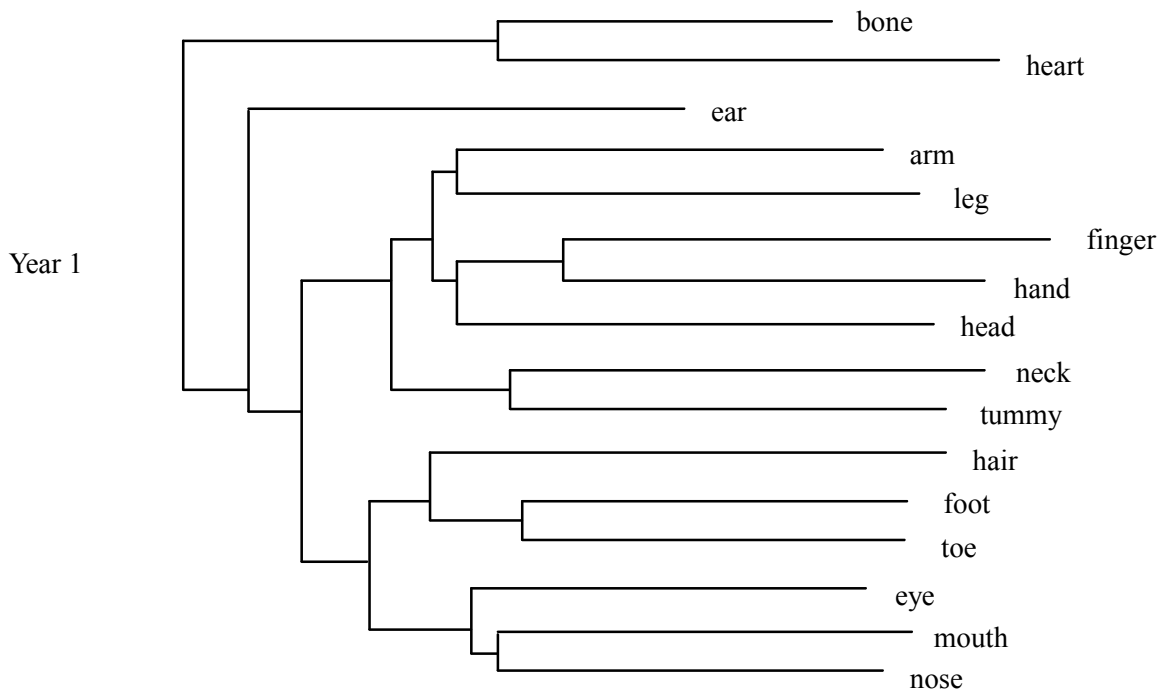 bone
heart
ear
arm
leg
finger
Year 1
hand
head
neck
tummy
hair
foot
toe
eye
mouth
nose